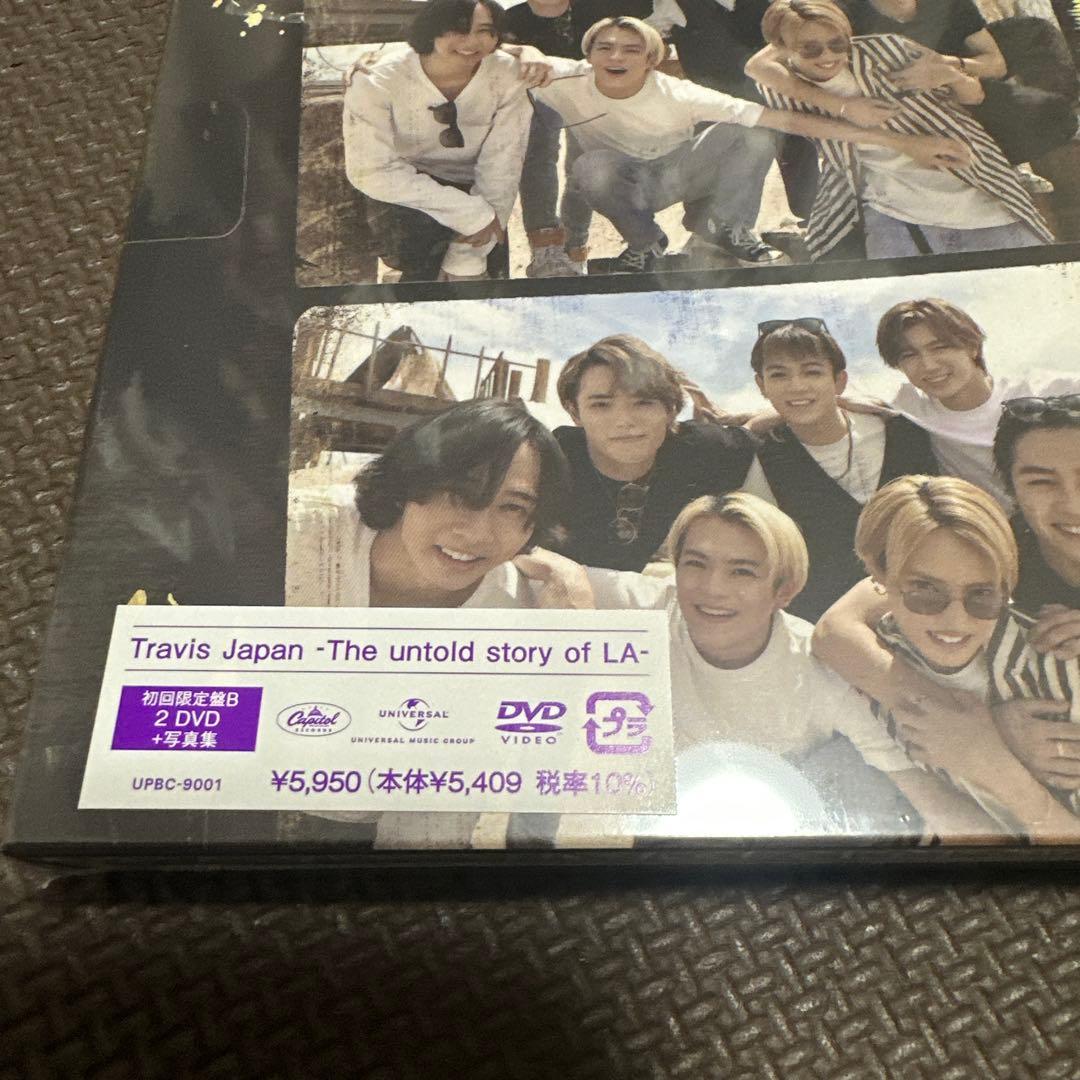 Travis Japan -The untold story of LA-
初回限定盤B
2 DVD
+写真集
Capitol
RECORDS
UNIVERSAL
UNIVERSAL MUSIC GROUP
DVD
VIDEO
プラ
UPBC-9001
¥5,950(本体¥5,409 税率10%)